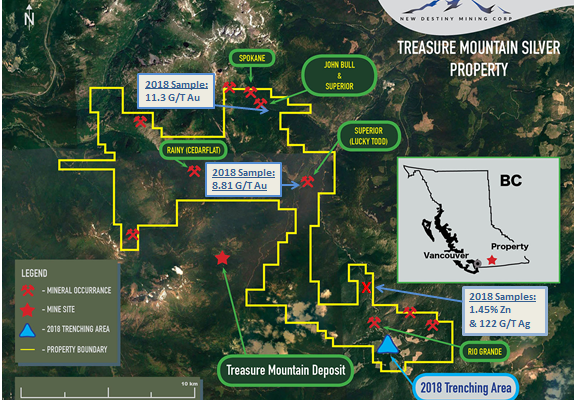 N
NEW DESTINY MINING CORP
TREASURE MOUNTAIN SILVER
PROPERTY
SPOKANE
JOHN BULL
&
SUPERIOR
2018 Sample:
11.3 G/T Au
SUPERIOR
(LUCKY TODD)
RAINY (CEDARFLAT)
2018 Sample:
8.81 G/T Au
BC
Vancouver
Property
LEGEND
- MINERAL OCCURRANCE
- MINE SITE
- 2018 TRENCHING AREA
- PROPERTY BOUNDARY
2018 Samples:
1.45% Zn
& 122 G/T Ag
RIO GRANDE
Treasure Mountain Deposit
2018 Trenching Area
10 km